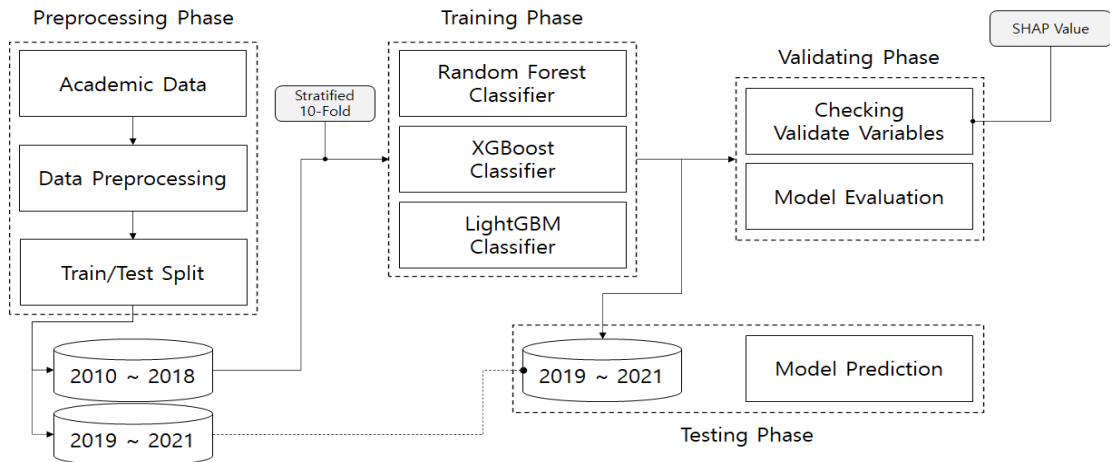 Preprocessing Phase
Academic Data
Data Preprocessing
Train/Test Split
2010 ~ 2018
2019 ~ 2021
Stratified
10-Fold
Training Phase
Random Forest
Classifier
XGBoost
Classifier
LightGBM
Classifier
SHAP Value
Validating Phase
Checking
Validate Variables
Model Evaluation
2019 ~ 2021
Model Prediction
Testing Phase